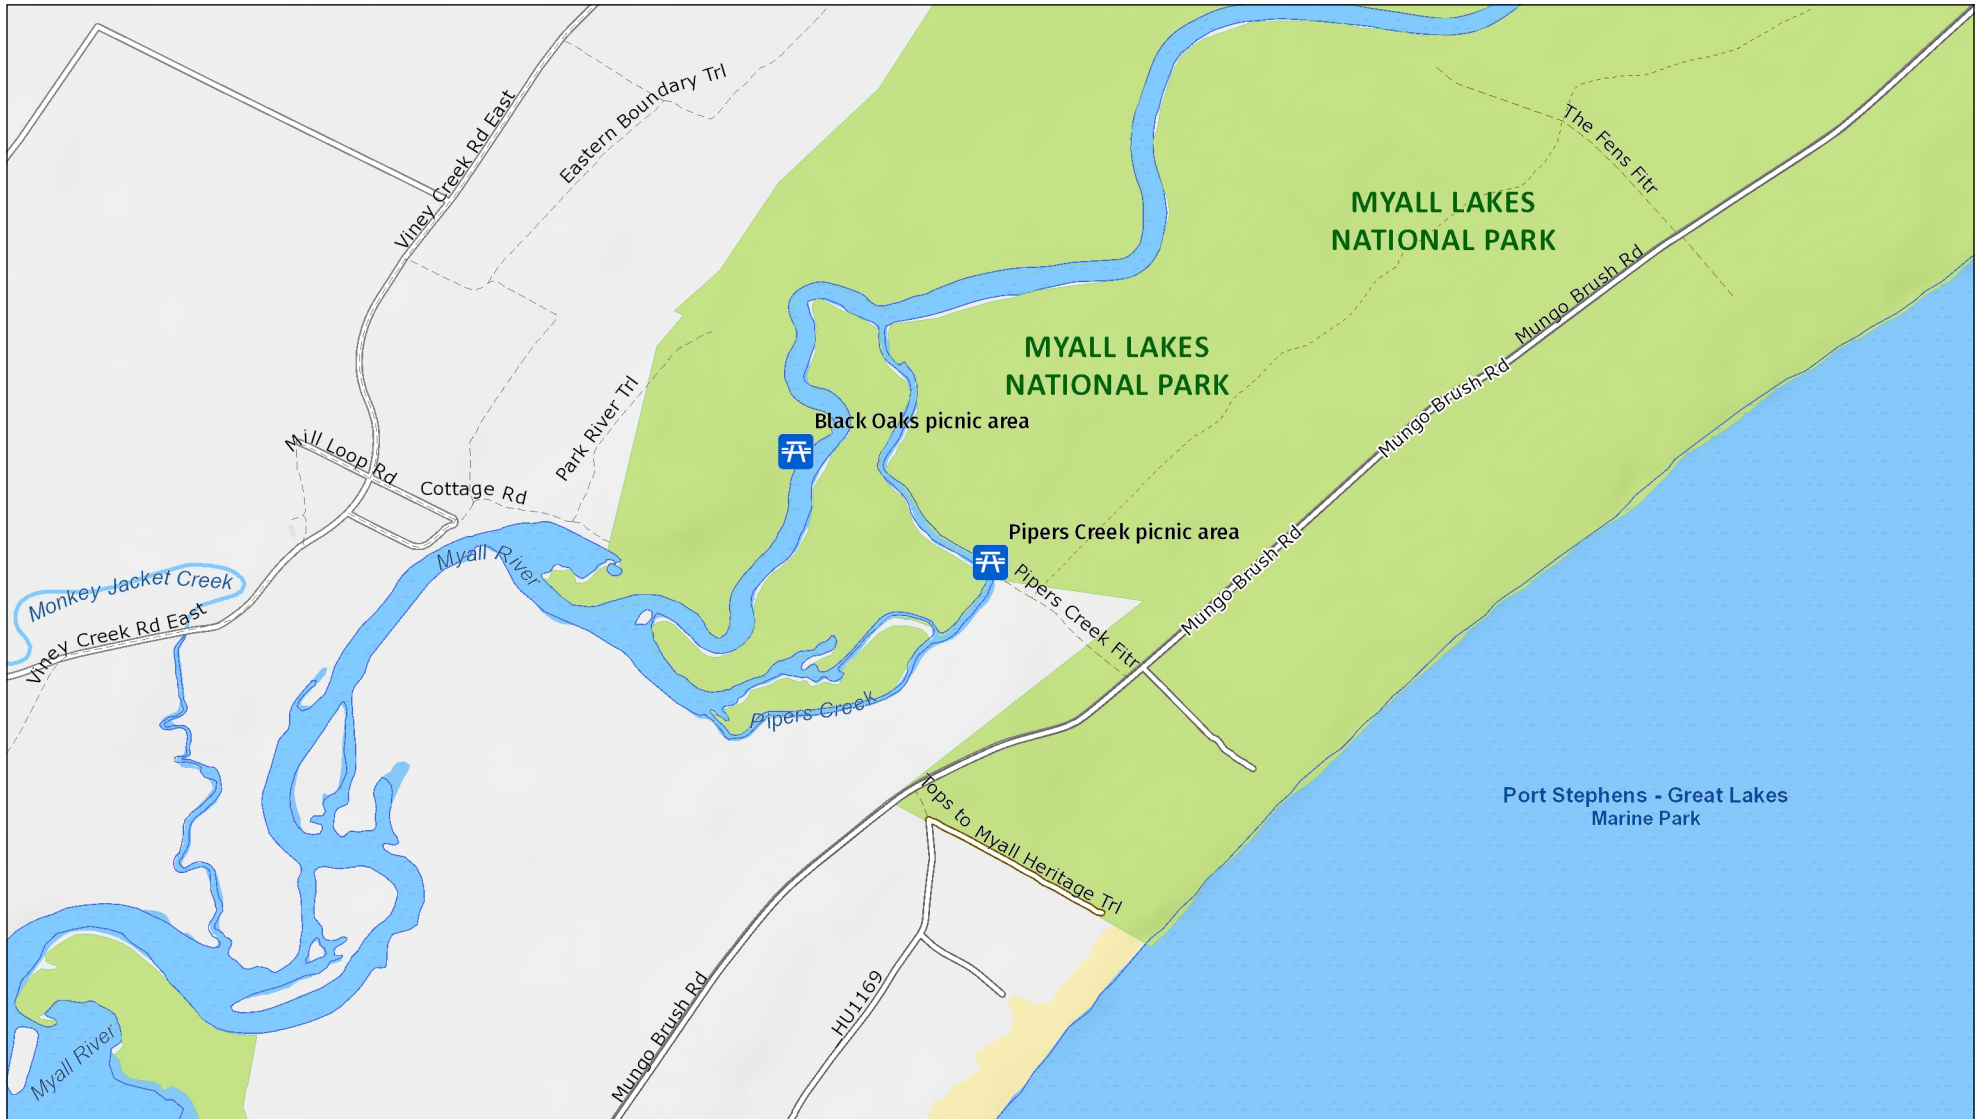 Eastern Boundary Trl
Viney Creek Rd East
The Fens Fitr
MYALL LAKES
NATIONAL PARK
Mungo Brush Rd
MYALL LAKES
NATIONAL PARK
Mungo-Brush-Rd
Park River Trl
Black Oaks picnic area
Mill Loop Rd
Cottage Rd
Pipers Creek picnic area
Myall River
Mungo-Brush-Rd
Monkey Jacket Creek
Pipers Creek Fitr
Viney Creek Rd East
Pipers Creek
Port Stephens - Great Lakes
Marine Park
Tops to Myall Heritage Trl
HU1169
Mungo Brush Rd
Myall River